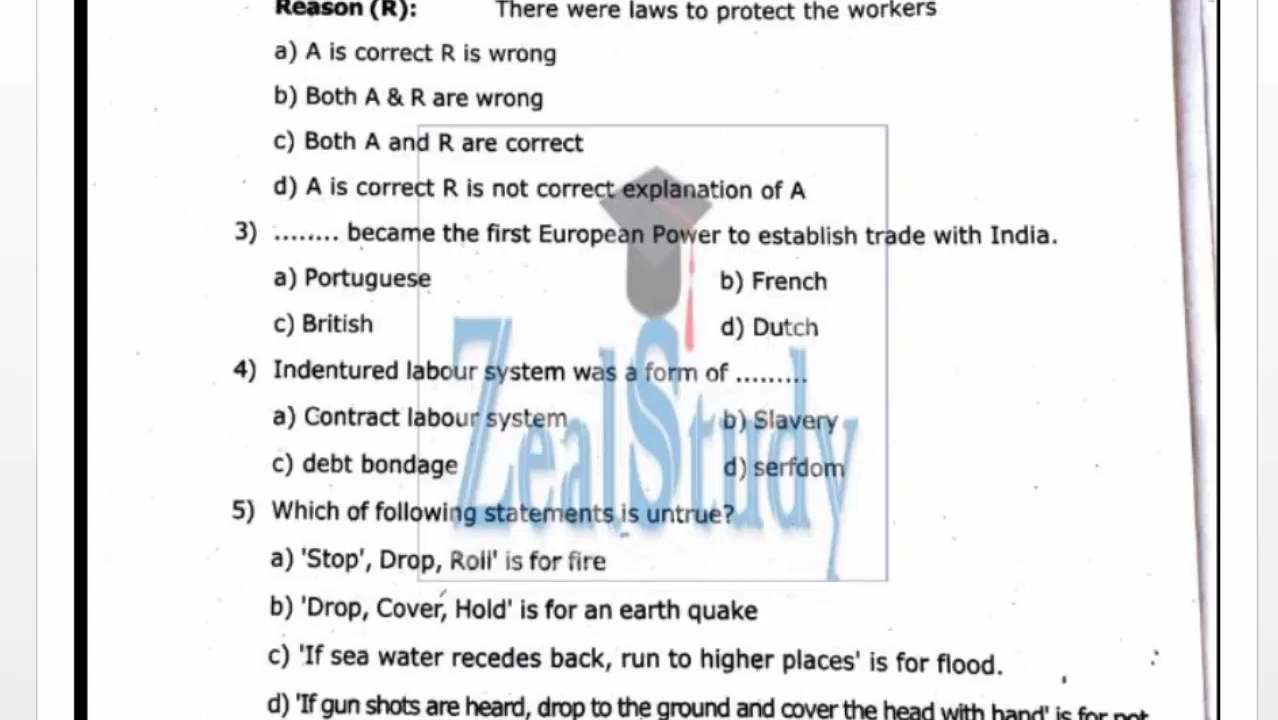 Reason (R): There were laws to protect the workers
a) A is correct R is wrong
b) Both A & R are wrong
c) Both A and R are correct
d) A is correct R is not correct explanation of A
3) ........ became the first European Power to establish trade with India.
a) Portuguese b) French
c) British d) Dutch
4) Indentured labour system was a form of .........
a) Contract labour system b) Slavery
c) debt bondage d) serfdom
5) Which of following statements is untrue?
a) 'Stop', Drop, Roll' is for fire
b) 'Drop, Cover, Hold' is for an earth quake
c) 'If sea water recedes back, run to higher places' is for flood.
d) 'If gun shots are heard, drop to the ground and cover the head with hand' is for not
ZealStudy